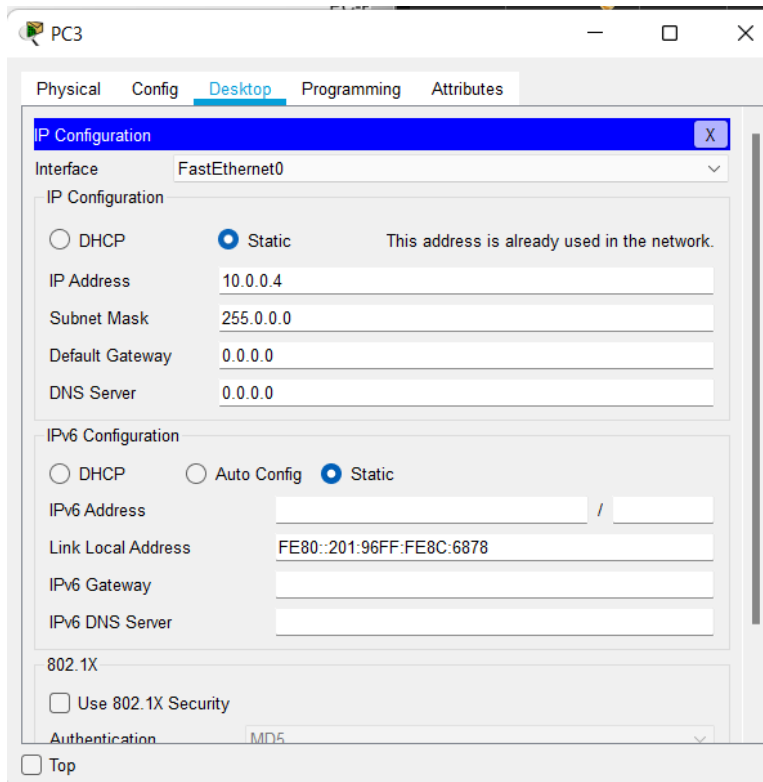 PC3
Physical Config Desktop Programming Attributes
IP Configuration X
Interface FastEthernet0
IP Configuration
DHCP Static This address is already used in the network.
IP Address 10.0.0.4
Subnet Mask 255.0.0.0
Default Gateway 0.0.0.0
DNS Server 0.0.0.0
IPv6 Configuration
DHCP Auto Config Static
IPv6 Address /
Link Local Address FE80::201:96FF:FE8C:6878
IPv6 Gateway
IPv6 DNS Server
802.1X
Use 802.1X Security
Authentication MD5
Top